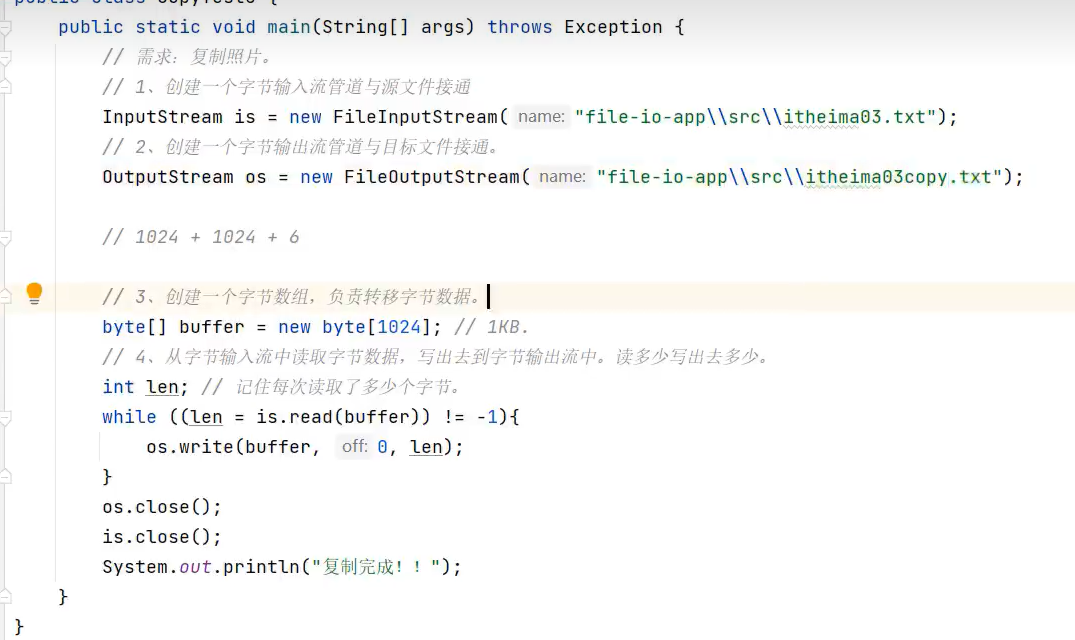 public class CopyTest3 {
public static void main(String[] args) throws Exception {
// 需求：复制照片。
// 1、创建一个字节输入流管道与源文件接通
InputStream is = new FileInputStream( name: "file-io-app\\src\\itheima03.txt");
// 2、创建一个字节输出流管道与目标文件接通。
OutputStream os = new FileOutputStream( name: "file-io-app\\src\\itheima03copy.txt");
// 1024 + 1024 + 6
// 3、创建一个字节数组，负责转移字节数据。
byte[] buffer = new byte[1024]; // 1KB.
// 4、从字节输入流中读取字节数据，写出去到字节输出流中。读多少写出去多少。
int len; // 记住每次读取了多少个字节。
while ((len = is.read(buffer)) != -1){
os.write(buffer, off: 0, len);
}
os.close();
is.close();
System.out.println("复制完成！！");
}
}